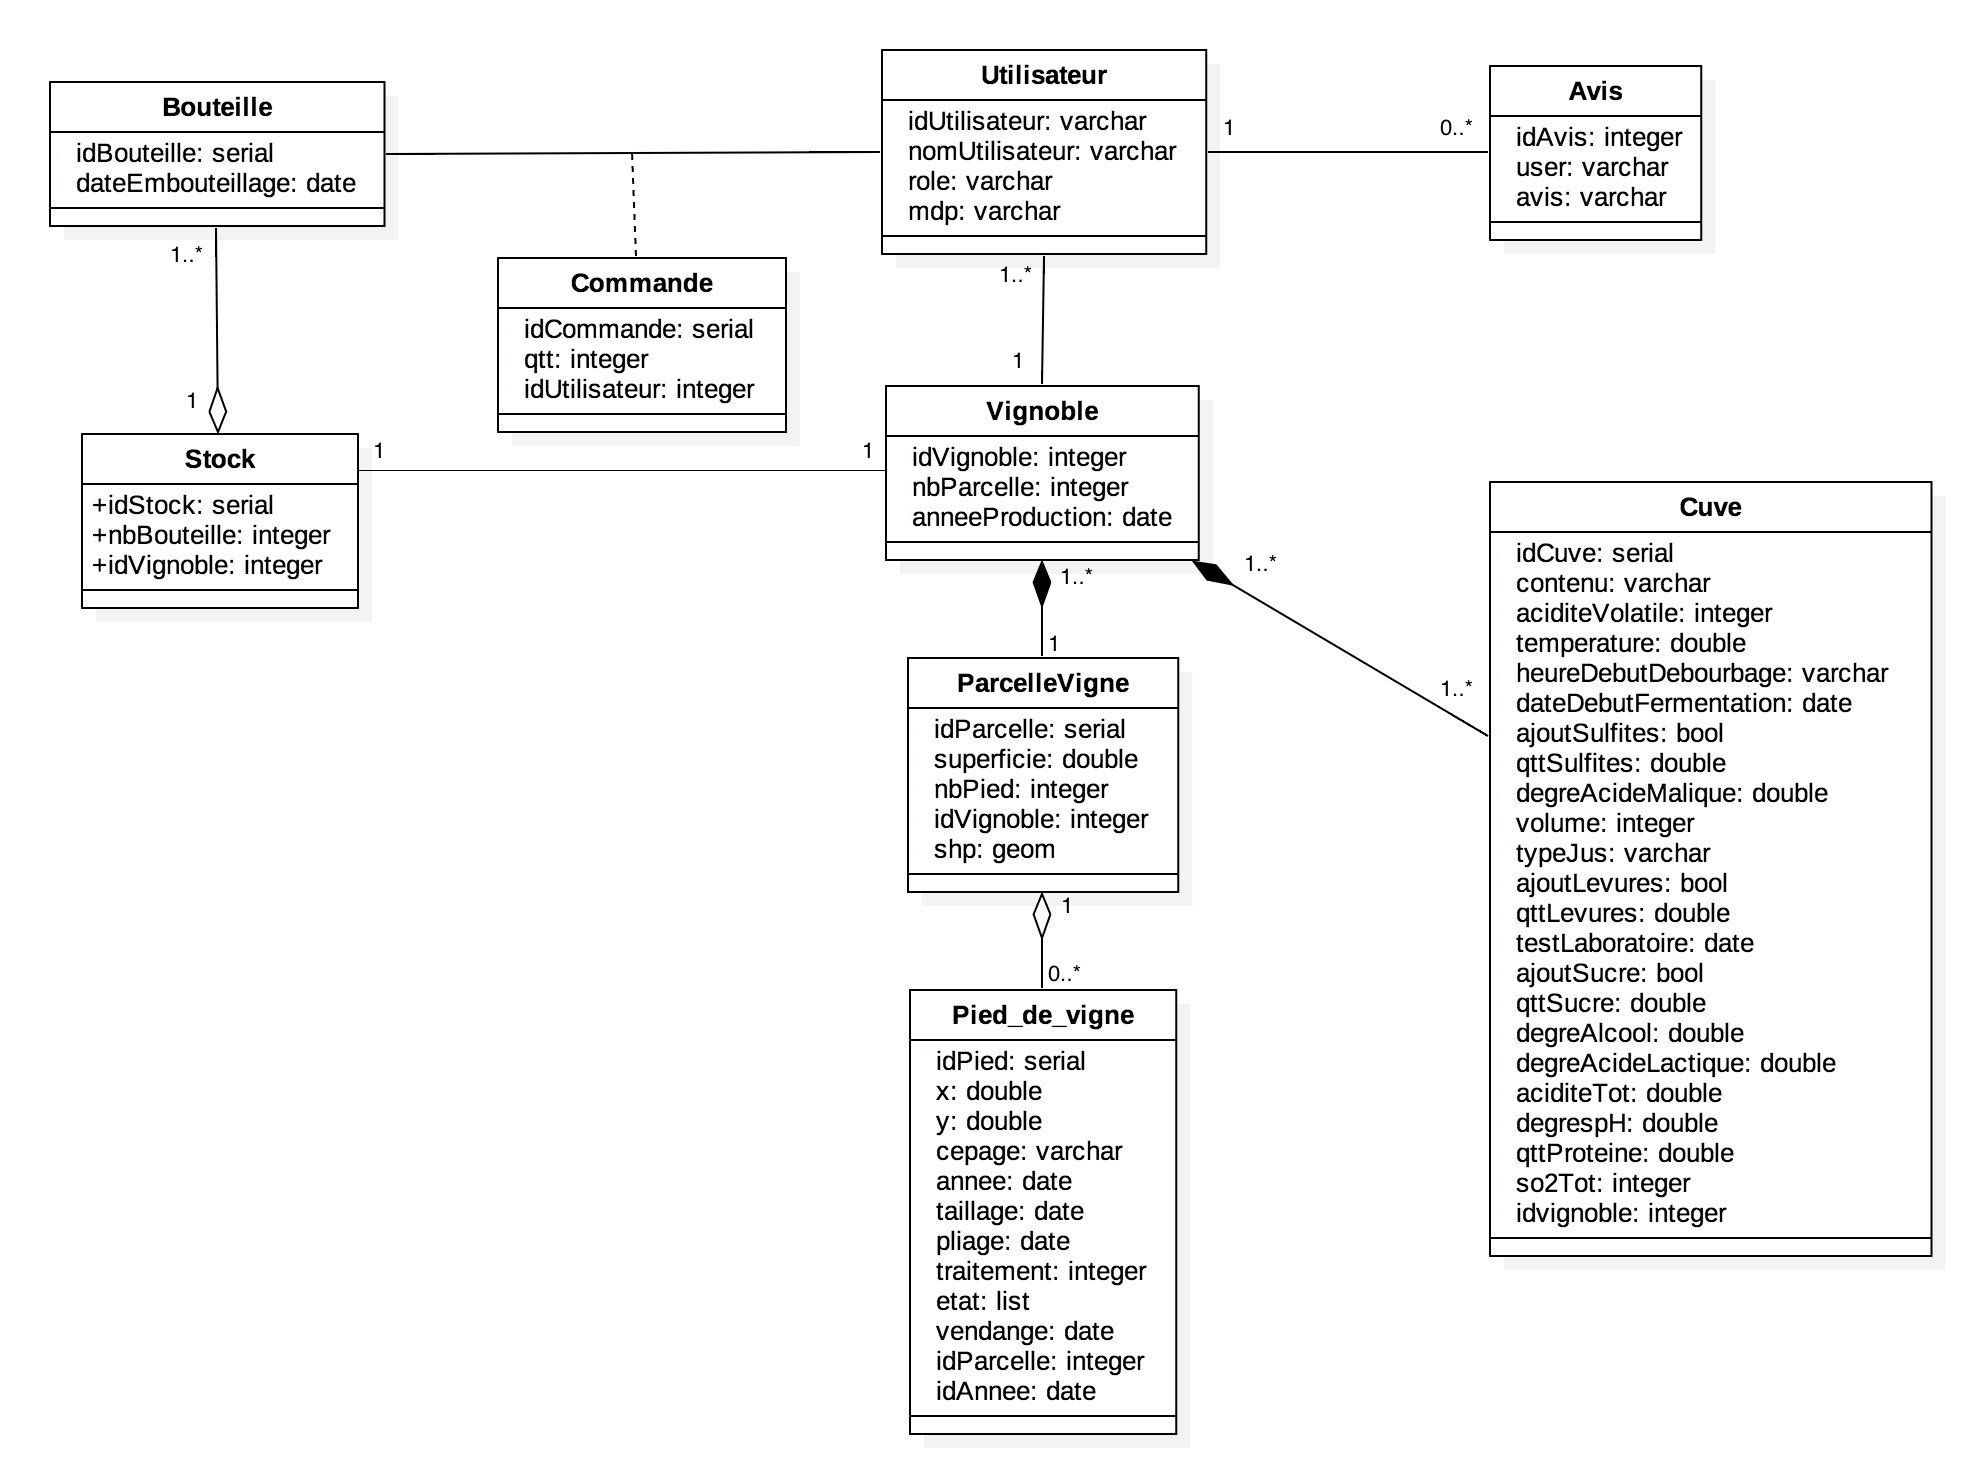 Bouteille
idBouteille: serial
dateEmbouteillage: date
1..*
Utilisateur
idUtilisateur: varchar
nomUtilisateur: varchar
role: varchar
mdp: varchar
1
0..*
Avis
idAvis: integer
user: varchar
avis: varchar
1..*
1
Commande
idCommande: serial
qtt: integer
idUtilisateur: integer
1
Stock
+idStock: serial
+nbBouteille: integer
+idVignoble: integer
1
1
Vignoble
idVignoble: integer
nbParcelle: integer
anneeProduction: date
1..*
1
1..*
1..*
Cuve
idCuve: serial
contenu: varchar
aciditeVolatile: integer
temperature: double
heureDebutDebourbage: varchar
dateDebutFermentation: date
ajoutSulfites: bool
qttSulfites: double
degreAcideMalique: double
volume: integer
typeJus: varchar
ajoutLevures: bool
qttLevures: double
testLaboratoire: date
ajoutSucre: bool
qttSucre: double
degreAlcool: double
degreAcideLactique: double
aciditeTot: double
degrespH: double
qttProteine: double
so2Tot: integer
idvignoble: integer
ParcelleVigne
idParcelle: serial
superficie: double
nbPied: integer
idVignoble: integer
shp: geom
1
0..*
Pied_de_vigne
idPied: serial
x: double
y: double
cepage: varchar
annee: date
taillage: date
pliage: date
traitement: integer
etat: list
vendange: date
idParcelle: integer
idAnnee: date